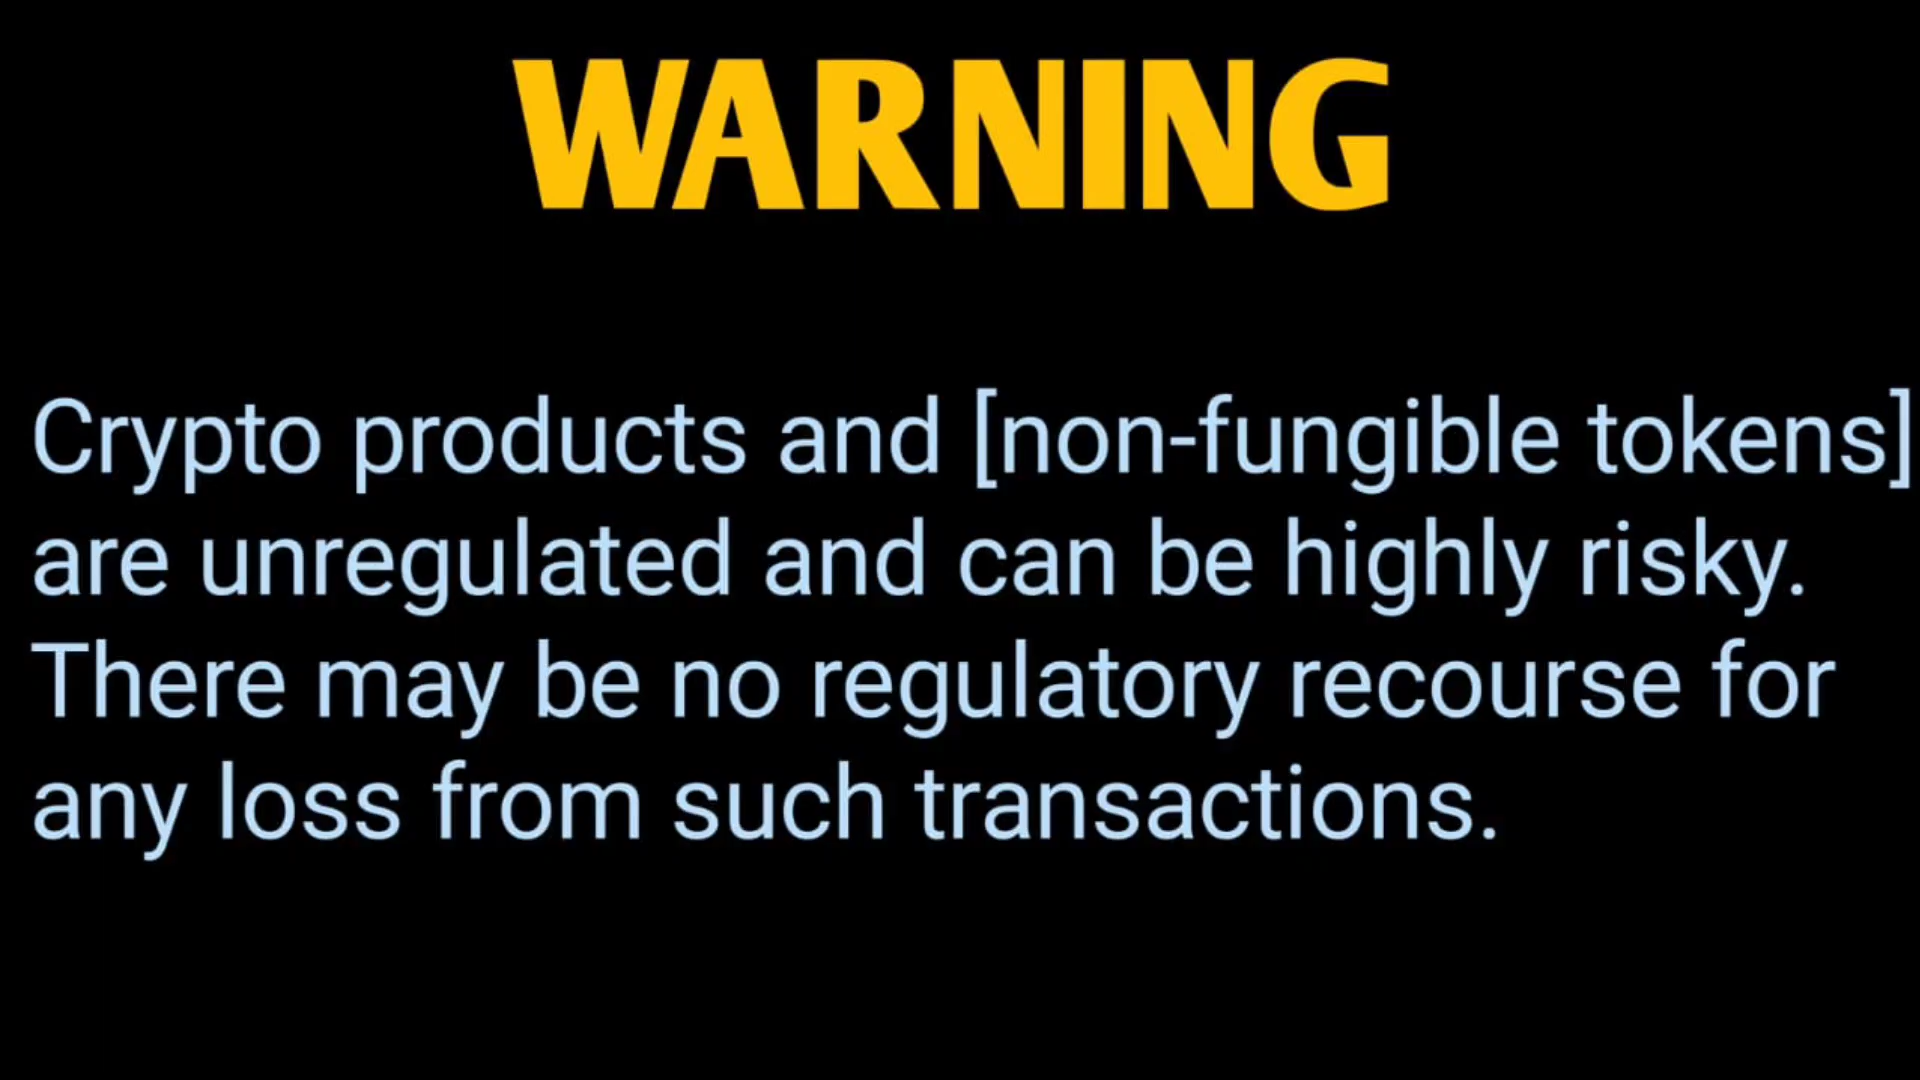 WARNING
Crypto products and [non-fungible tokens]
are unregulated and can be highly risky.
There may be no regulatory recourse for
any loss from such transactions.